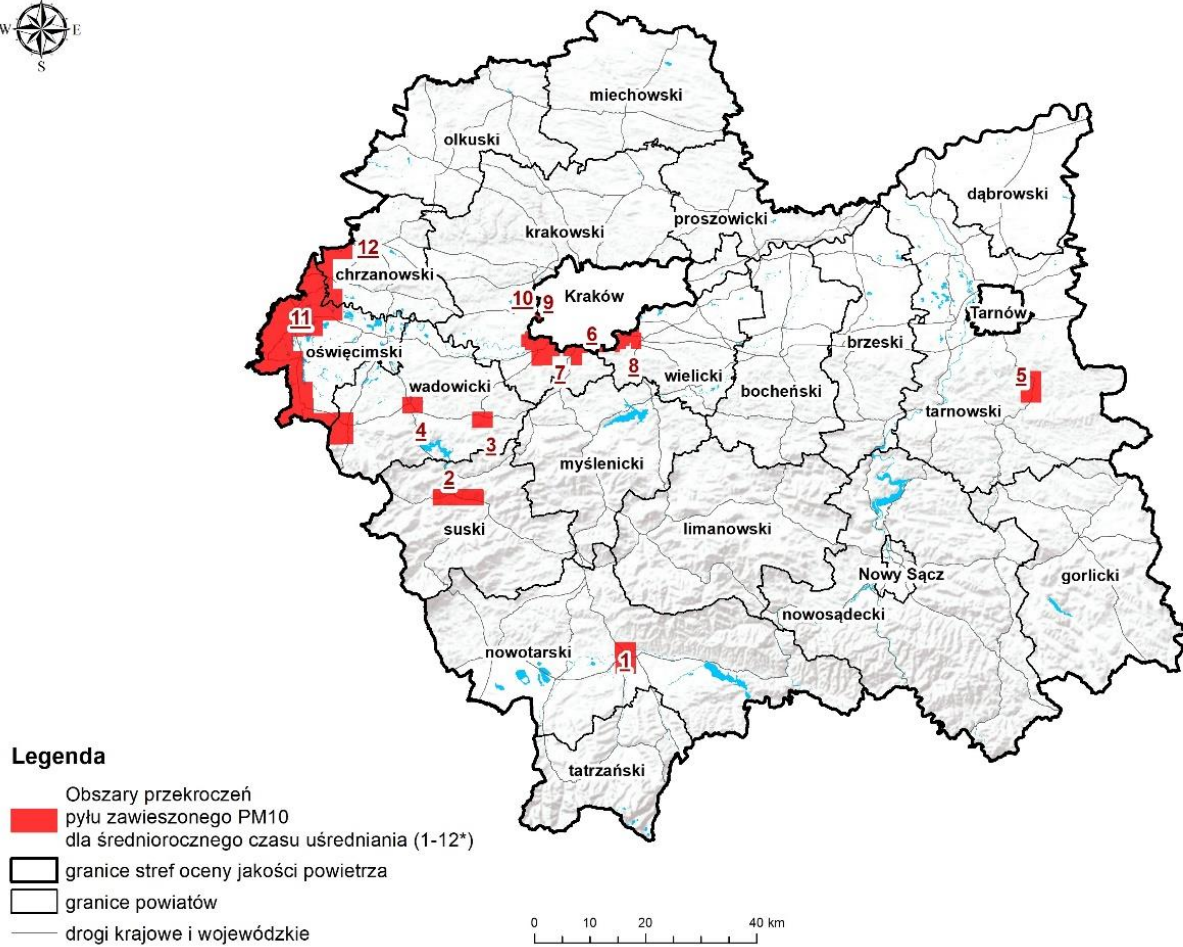 W
E
S
miechowski
olkuski
dąbrowski
proszowicki
krakowski
12
chrzanowski
10
9
Kraków
Tarnów
11
6
oświęcimski
brzeski
7
8
wielicki
5
wadowicki
bocheński
tarnowski
4
3
myślenicki
2
suski
limanowski
Nowy Sącz
gorlicki
nowosądecki
nowotarski
1
tatrzański
Legenda
Obszary przekroczeń
pyłu zawieszonego PM10
dla średniorocznego czasu uśredniania (1-12*)
granice stref oceny jakości powietrza
granice powiatów
drogi krajowe i wojewódzkie
0 10 20 40 km